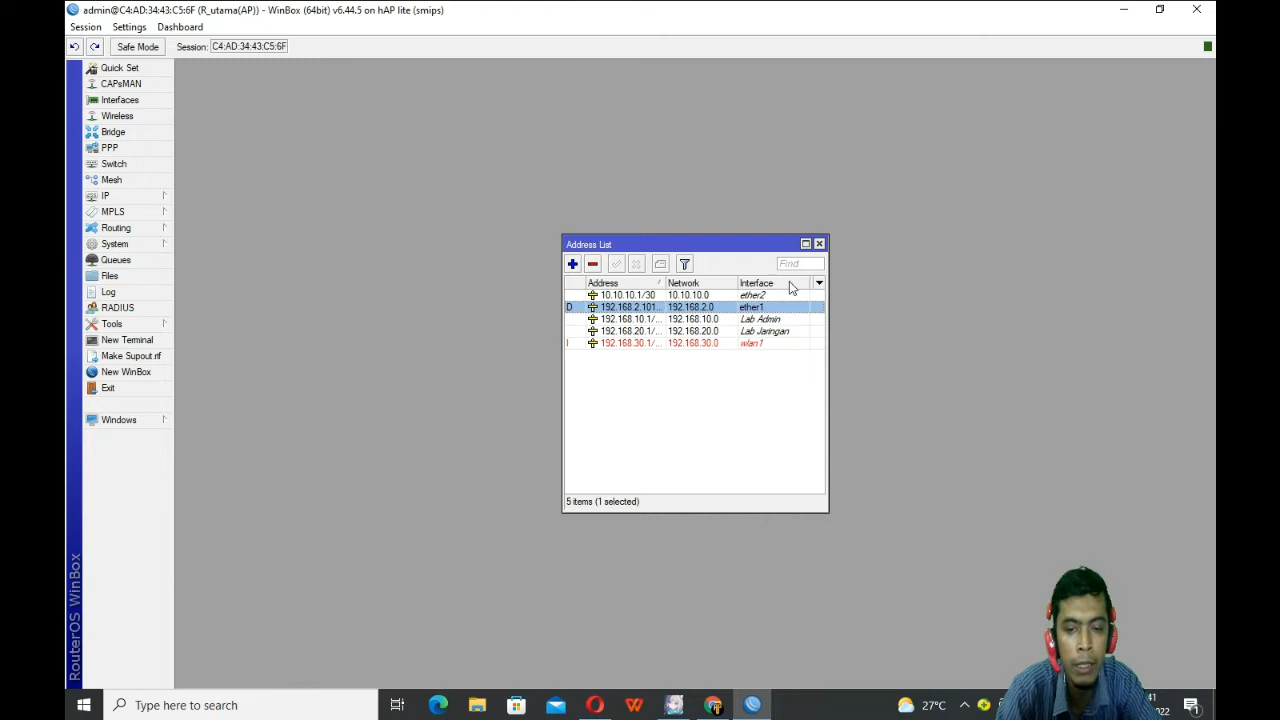 admin@C4:AD:34:43:C5:6F (R_utama(AP)) - WinBox (64bit) v6.44.5 on hAP lite (smips)
Session Settings Dashboard
Safe Mode Session: C4:AD:34:43:C5:6F
Quick Set
CAPsMAN
Interfaces
Wireless
Bridge
PPP
Switch
Mesh
IP
MPLS
Routing
System
Queues
Files
Log
RADIUS
Tools
New Terminal
Make Supout.rif
New WinBox
Exit
Windows
RouterOS WinBox
Address List
Find
Address Network Interface
10.10.10.1/30 10.10.10.0 ether2
D 192.168.2.101... 192.168.2.0 ether1
192.168.10.1/... 192.168.10.0 Lab Admin
192.168.20.1/... 192.168.20.0 Lab Jaringan
I 192.168.30.1/... 192.168.30.0 wlan1
5 items (1 selected)
Type here to search
27°C
41
2022
1